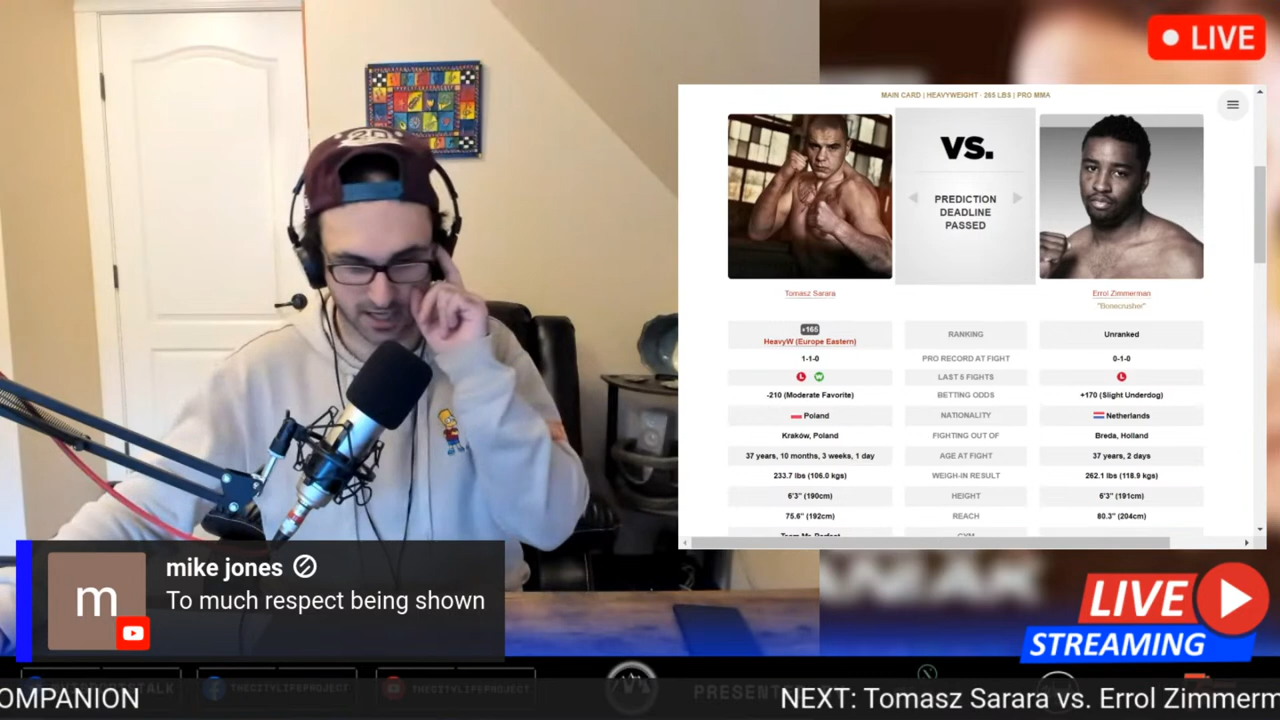 LIVE
MAIN CARD | HEAVYWEIGHT · 265 LBS | PRO MMA
VS.
PREDICTION
DEADLINE
PASSED
Tomasz Sarara
Errol Zimmerman
"Bonecrusher"
+165
HeavyW (Europe Eastern)
RANKING
Unranked
1-1-0
PRO RECORD AT FIGHT
0-1-0
L W
LAST 5 FIGHTS
L
-210 (Moderate Favorite)
BETTING ODDS
+170 (Slight Underdog)
Poland
NATIONALITY
Netherlands
Kraków, Poland
FIGHTING OUT OF
Breda, Holland
37 years, 10 months, 3 weeks, 1 day
AGE AT FIGHT
37 years, 2 days
233.7 lbs (106.0 kgs)
WEIGH-IN RESULT
262.1 lbs (118.9 kgs)
6'3" (190cm)
HEIGHT
6'3" (191cm)
75.6" (192cm)
REACH
80.3" (204cm)
m
mike jones
To much respect being shown
LIVE
STREAMING
THECITYLIFEPROJECT
THECITYLIFEPROJECT
PRESENTED
OMPANION
NEXT: Tomasz Sarara vs. Errol Zimmerm